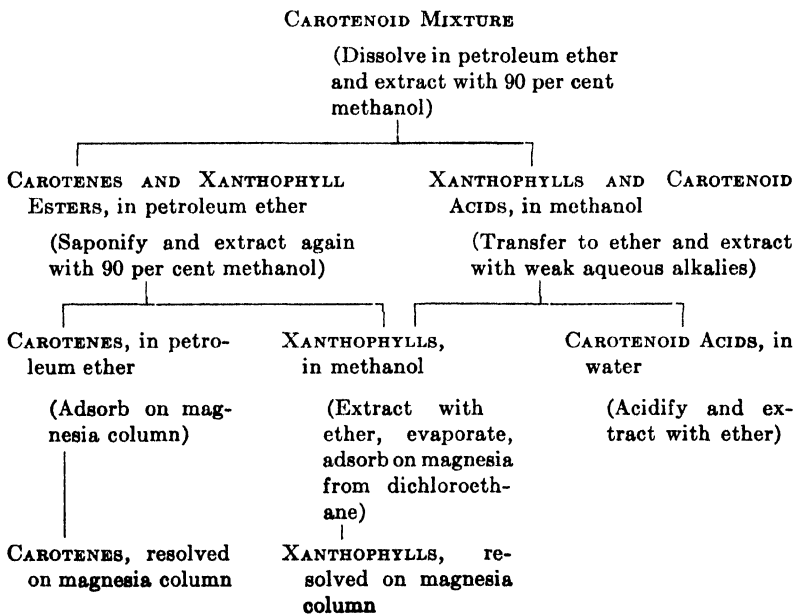 CAROTENOID MIXTURE
(Dissolve in petroleum ether
and extract with 90 per cent
methanol)
CAROTENES AND XANTHOPHYLL
ESTERS, in petroleum ether
(Saponify and extract again
with 90 per cent methanol)
XANTHOPHYLLS AND CAROTENOID
ACIDS, in methanol
(Transfer to ether and extract
with weak aqueous alkalies)
CAROTENES, in petro-
leum ether
(Adsorb on mag-
nesia column)
XANTHOPHYLLS,
in methanol
(Extract with
ether, evaporate,
adsorb on magnesia
from dichloroeth-
ane)
CAROTENOID ACIDS, in
water
(Acidify and ex-
tract with ether)
CAROTENES, resolved
on magnesia column
XANTHOPHYLLS, re-
solved on magnesia
column